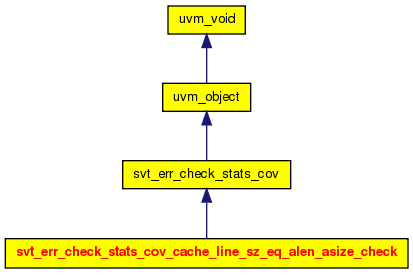 uvm_void
uvm_object
svt_err_check_stats_cov
svt_err_check_stats_cov_cache_line_sz_eq_alen_asize_check